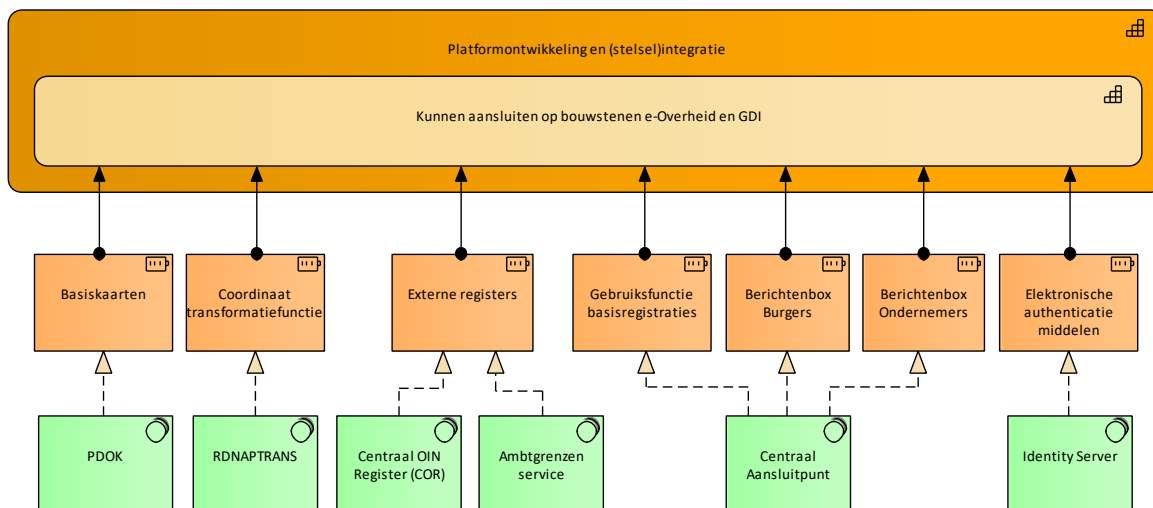 Platformontwikkeling en (stelsel)integratie
Kunnen aansluiten op bouwstenen e-Overheid en GDI
Basiskaarten
Coordinaat
transformatiefunctie
Externe registers
Gebruiksfunctie
basisregistraties
Berichtenbox
Burgers
Berichtenbox
Ondernemers
Elektronische
authenticatie
middelen
PDOK
RDNAPTRANS
Centraal OIN
Register (COR)
Ambtgrenzen
service
Centraal
Aansluitpunt
Identity Server